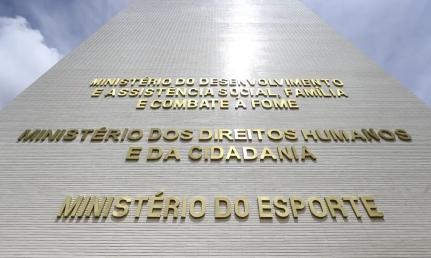 MINISTÉRIO DO DESENVOLVIMENTO
E ASSISTÊNCIA SOCIAL, FAMÍLIA
E COMBATE À FOME
MINISTÉRIO DOS DIREITOS HUMANOS
E DA CIDADANIA
MINISTÉRIO DO ESPORTE